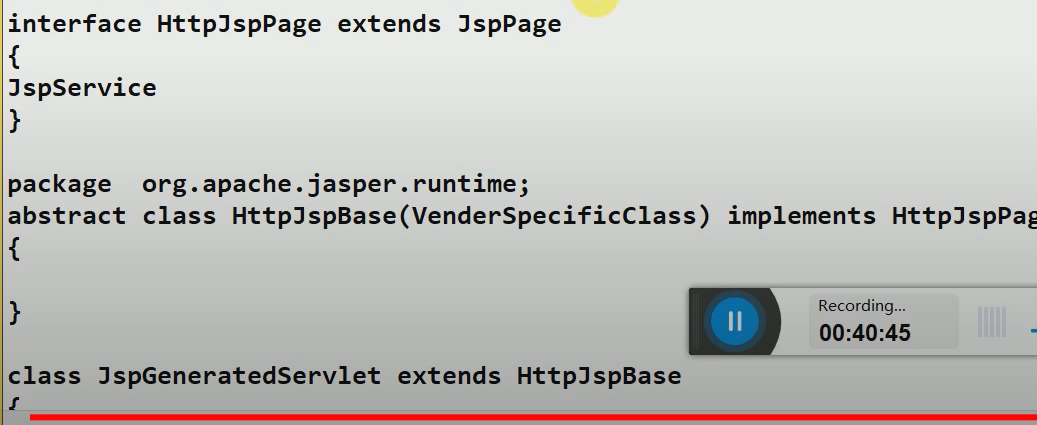 interface HttpJspPage extends JspPage
{
JspService
}
package org.apache.jasper.runtime;
abstract class HttpJspBase(VenderSpecificClass) implements HttpJspPag
{
}
Recording...
00:40:45
class JspGeneratedServlet extends HttpJspBase
{